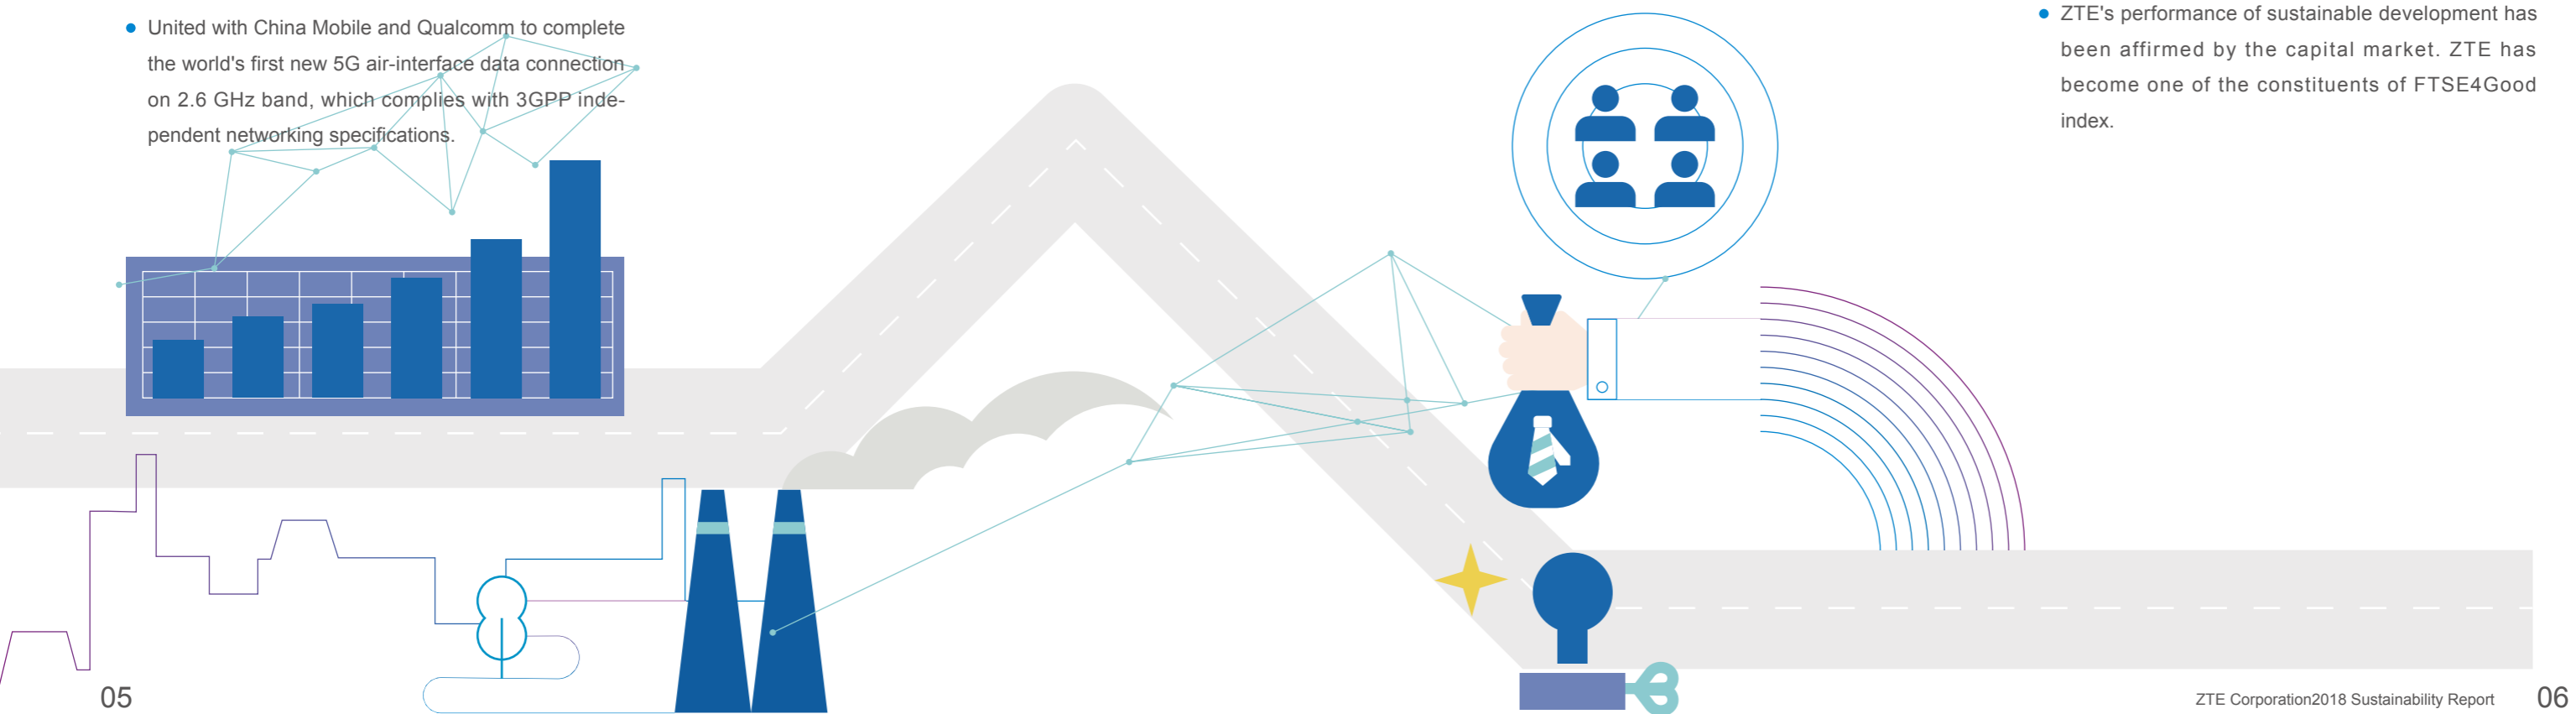 United with China Mobile and Qualcomm to complete
the world's first new 5G air-interface data connection
on 2.6 GHz band, which complies with 3GPP inde-
pendent networking specifications.
ZTE's performance of sustainable development has
been affirmed by the capital market. ZTE has
become one of the constituents of FTSE4Good
index.
05
ZTE Corporation2018 Sustainability Report
06